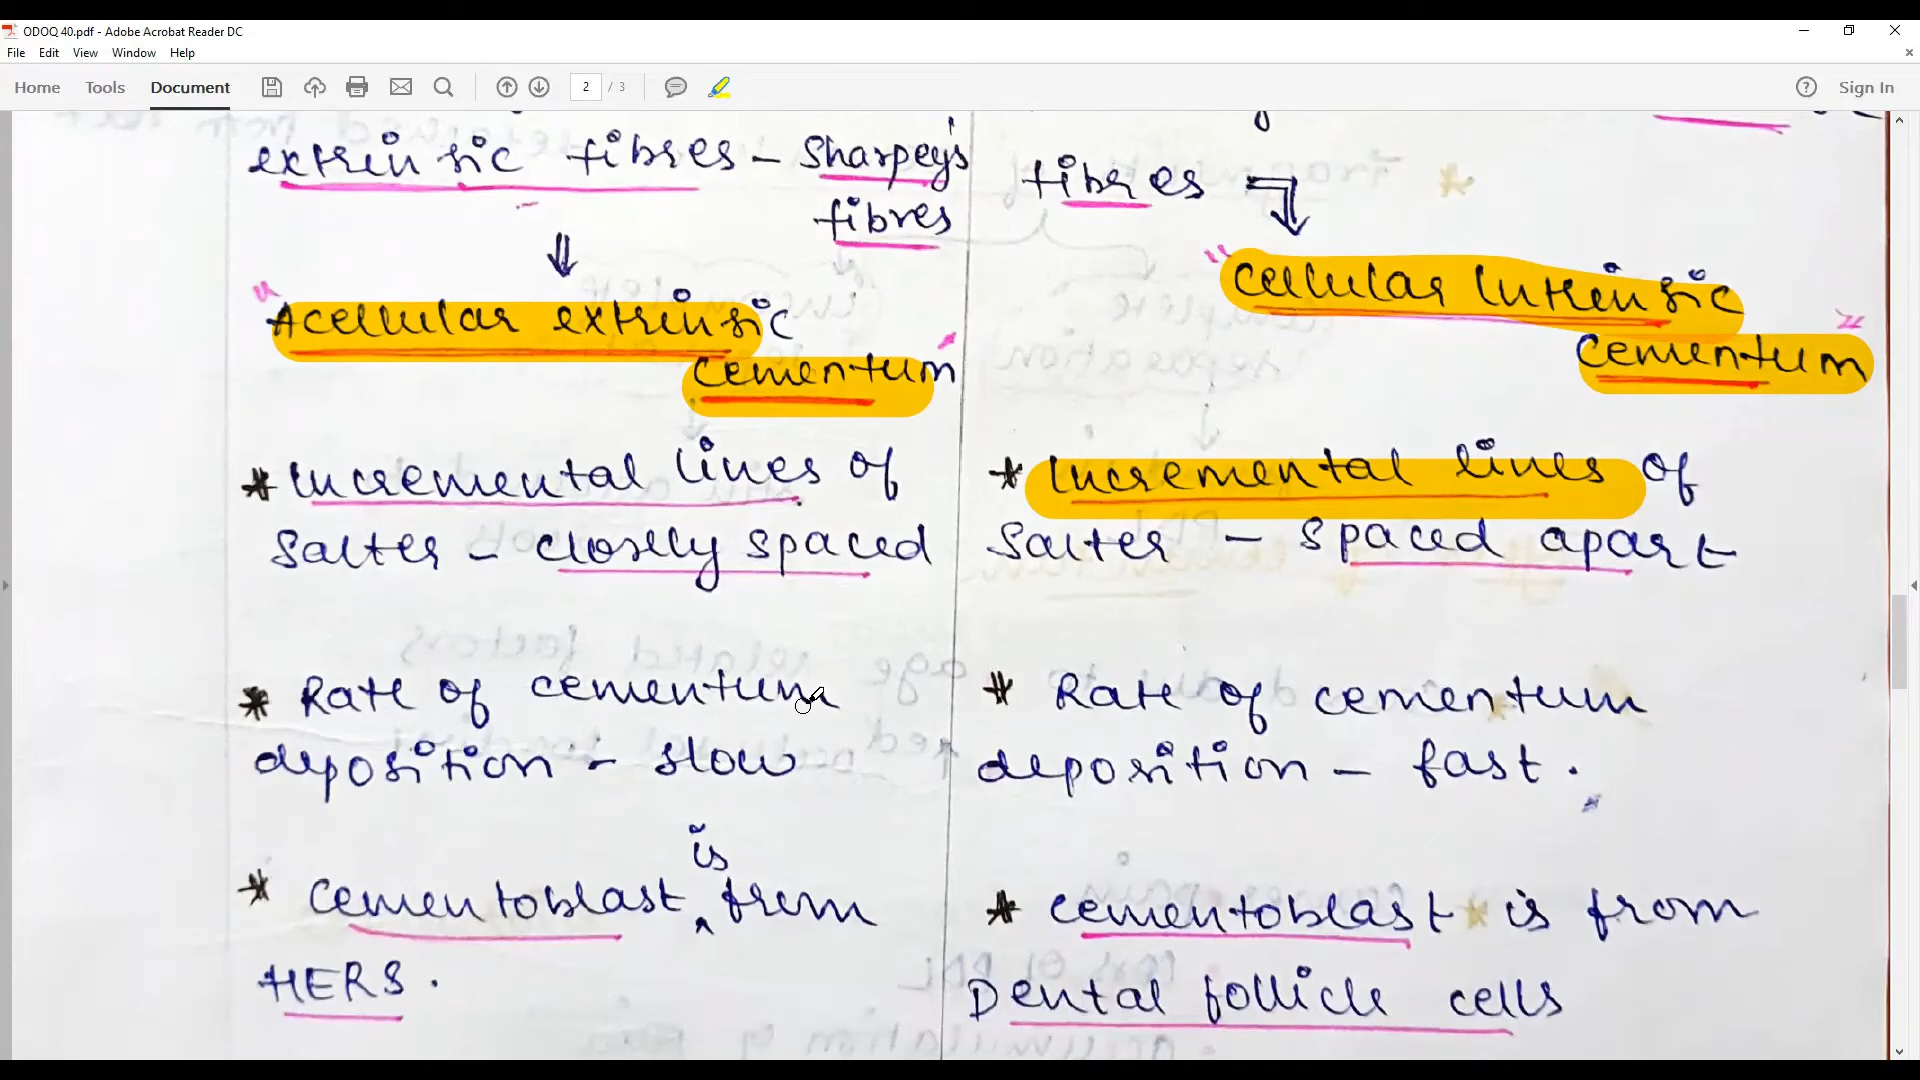 ODOQ 40.pdf - Adobe Acrobat Reader DC
File Edit View Window Help
Home Tools Document 2 / 3 Sign In
extrinsic fibres - Sharpey's
fibres
"Acellular extrinsic
cementum"
* Incremental lines of
Salter - closely spaced
* Rate of cementum
deposition - slow
* Cementoblast is from
HERS.
fibres
"Cellular Intrinsic
cementum"
* Incremental lines of
Salter - spaced apart
* Rate of cementum
deposition - fast.
* cementoblast is from
Dental follicle cells